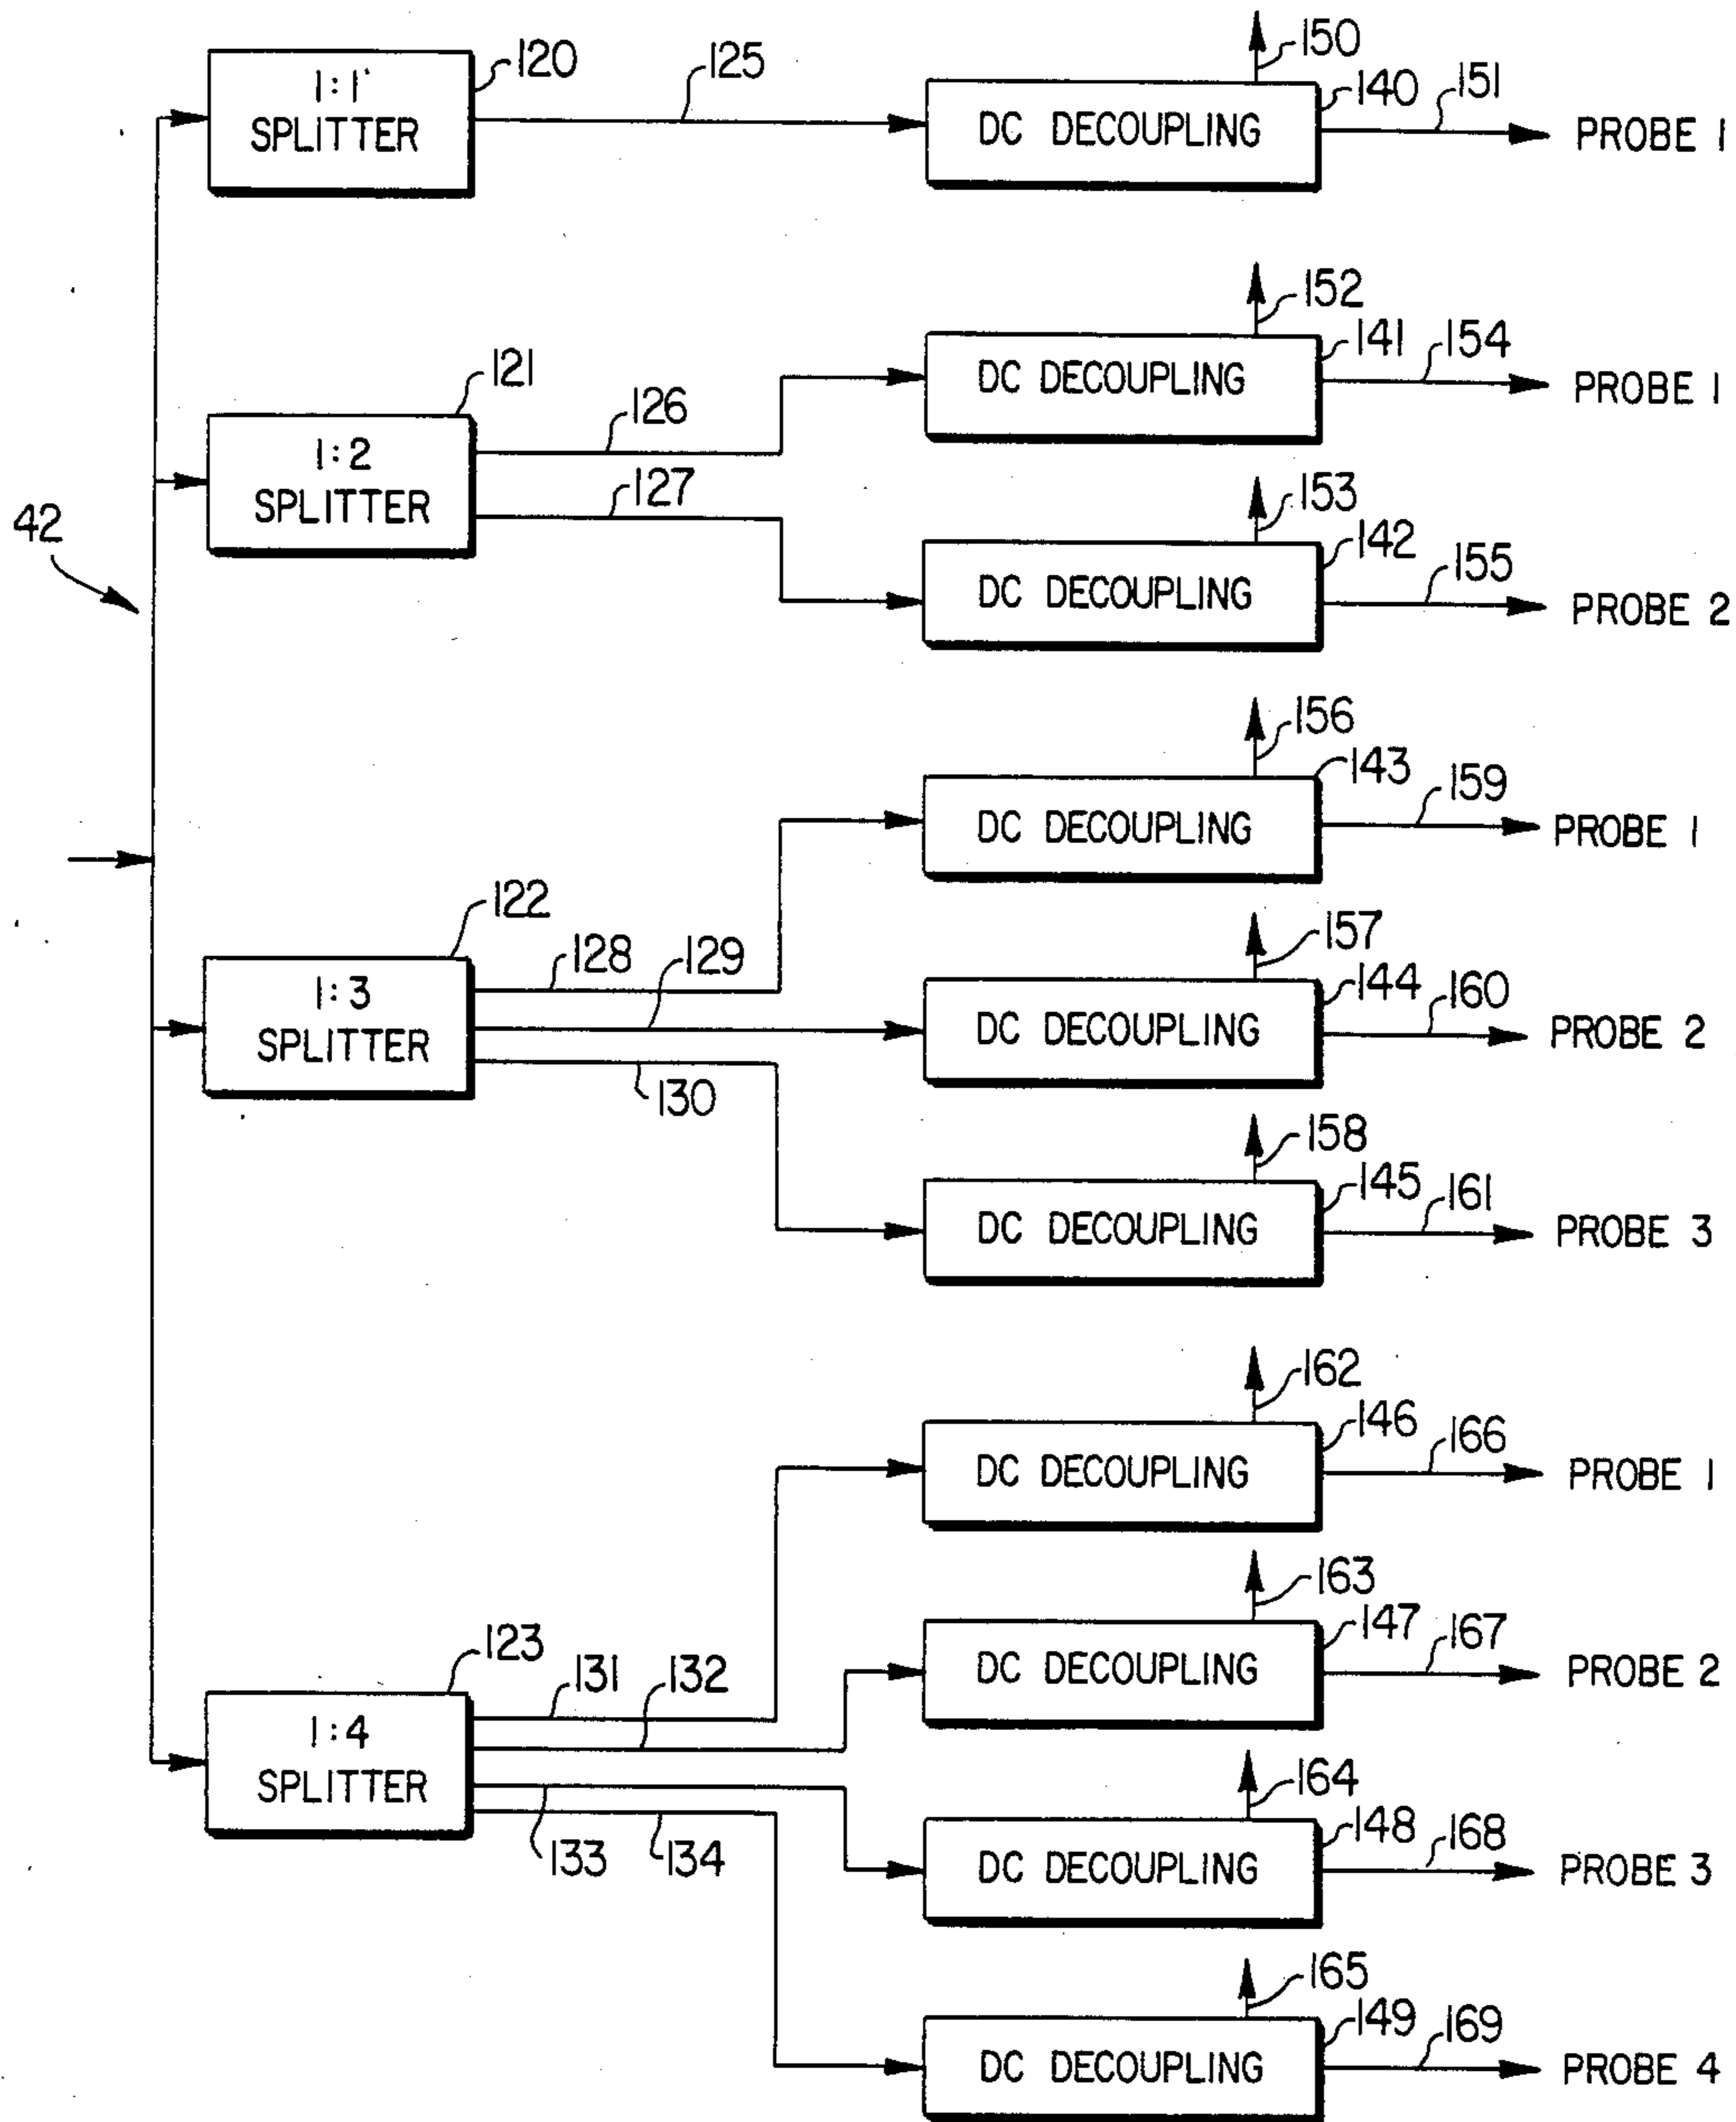 150
120
125
140
151
1:1
SPLITTER
DC DECOUPLING
PROBE 1
152
121
141
154
126
DC DECOUPLING
PROBE 1
1:2
SPLITTER
127
153
42
142
155
DC DECOUPLING
PROBE 2
156
143
159
DC DECOUPLING
PROBE 1
122
157
128
129
144
160
1:3
SPLITTER
DC DECOUPLING
PROBE 2
130
158
145
161
DC DECOUPLING
PROBE 3
162
146
166
DC DECOUPLING
PROBE 1
163
123
131
132
147
167
DC DECOUPLING
PROBE 2
1:4
SPLITTER
164
133
134
148
168
DC DECOUPLING
PROBE 3
165
149
169
DC DECOUPLING
PROBE 4